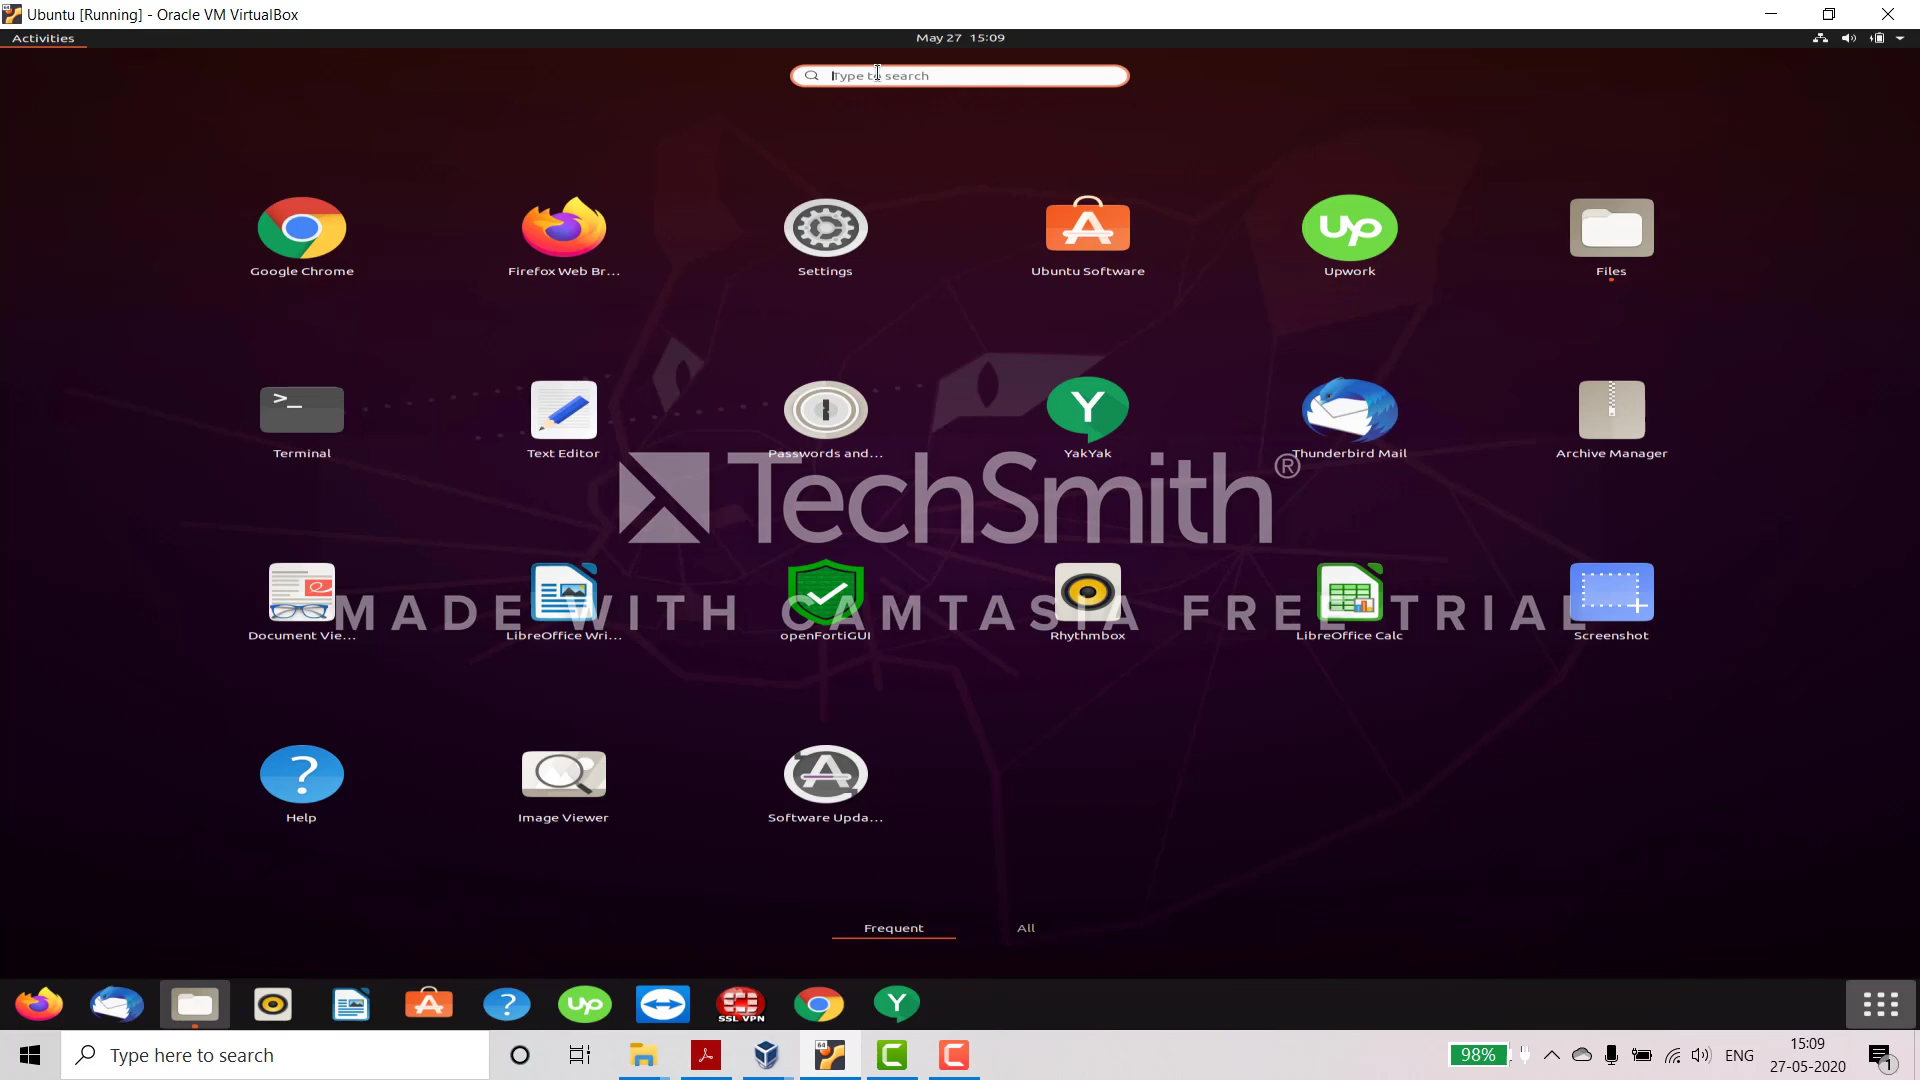 Ubuntu [Running] - Oracle VM VirtualBox
Activities
May 27 15:09
Type to search
Google Chrome
Firefox Web Br...
Settings
Ubuntu Software
Upwork
Files
Terminal
Text Editor
Passwords and...
YakYak
Thunderbird Mail
Archive Manager
TechSmith®
MADE WITH CAMTASIA FREE TRIAL
Document Vie...
LibreOffice Wri...
openFortiGUI
Rhythmbox
LibreOffice Calc
Screenshot
Help
Image Viewer
Software Upda...
Frequent
All
Up
SSL VPN
Y
Type here to search
64
98%
ENG
15:09
27-05-2020
1